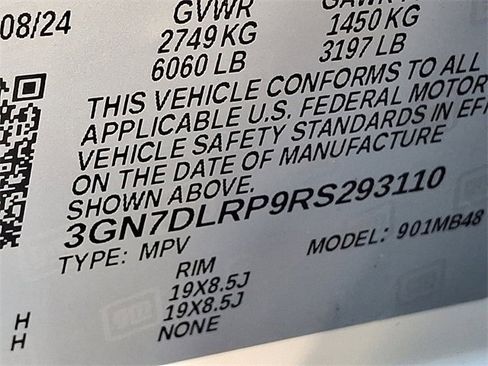 08/24 GVWR GAWR
2749 KG 1450 KG
6060 LB 3197 LB
THIS VEHICLE CONFORMS TO ALL
APPLICABLE U.S. FEDERAL MOTOR
VEHICLE SAFETY STANDARDS IN EFF
ON THE DATE OF MANUFACTURE
SHOWN ABOVE.
3GN7DLRP9RS293110
TYPE: MPV MODEL: 901MB48
RIM
19X8.5J
H 19X8.5J
H NONE